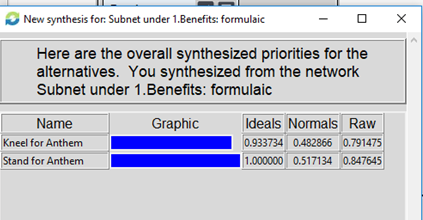 New synthesis for: Subnet under 1.Benefits: formulaic
Here are the overall synthesized priorities for the
alternatives. You synthesized from the network
Subnet under 1.Benefits: formulaic
Name Graphic Ideals Normals Raw
Kneel for Anthem 0.933734 0.482866 0.791475
Stand for Anthem 1.000000 0.517134 0.847645